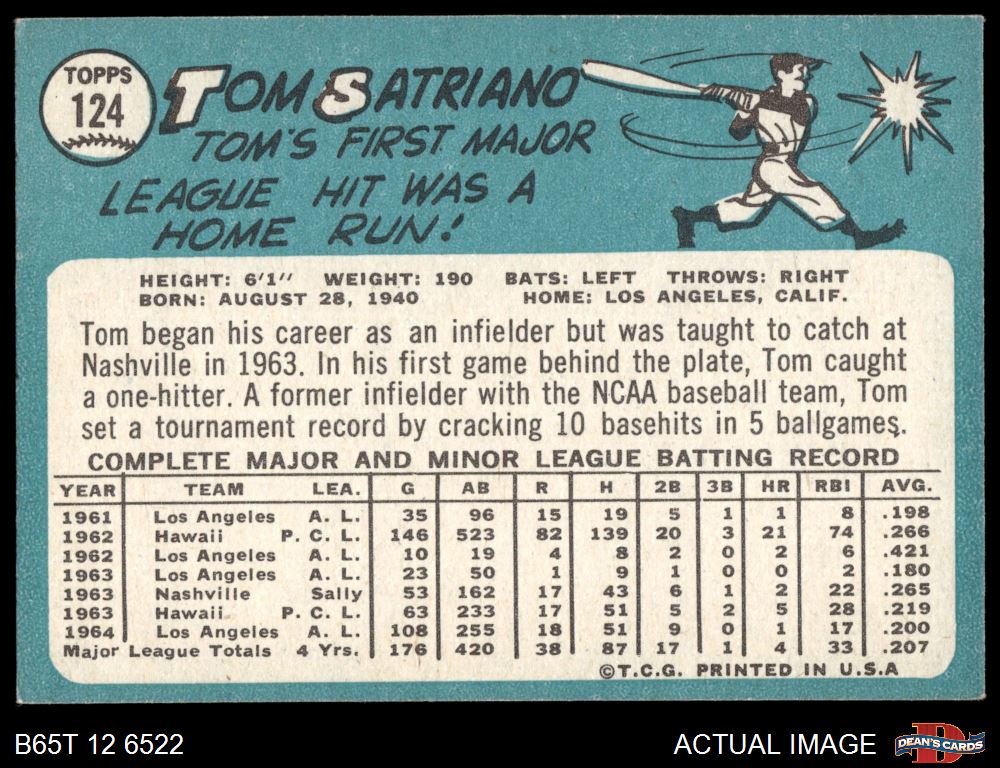 TOPPS
124
TOM SATRIANO
TOM'S FIRST MAJOR
LEAGUE HIT WAS A
HOME RUN!
HEIGHT: 6'1" WEIGHT: 190 BATS: LEFT THROWS: RIGHT
BORN: AUGUST 28, 1940 HOME: LOS ANGELES, CALIF.
Tom began his career as an infielder but was taught to catch at
Nashville in 1963. In his first game behind the plate, Tom caught
a one-hitter. A former infielder with the NCAA baseball team, Tom
set a tournament record by cracking 10 basehits in 5 ballgames.
COMPLETE MAJOR AND MINOR LEAGUE BATTING RECORD
YEAR TEAM LEA. G AB R H 2B 3B HR RBI AVG.
1961 Los Angeles A. L. 35 96 15 19 5 1 1 8 .198
1962 Hawaii P. C. L. 146 523 82 139 20 3 21 74 .266
1962 Los Angeles A. L. 10 19 4 8 2 0 2 6 .421
1963 Los Angeles A. L. 23 50 1 9 1 0 0 2 .180
1963 Nashville Sally 53 162 17 43 6 1 2 22 .265
1963 Hawaii P. C. L. 63 233 17 51 5 2 5 28 .219
1964 Los Angeles A. L. 108 255 18 51 9 0 1 17 .200
Major League Totals 4 Yrs. 176 420 38 87 17 1 4 33 .207
©T.C.G. PRINTED IN U.S.A
B65T 12 6522
ACTUAL IMAGE
D
DEAN'S CARDS